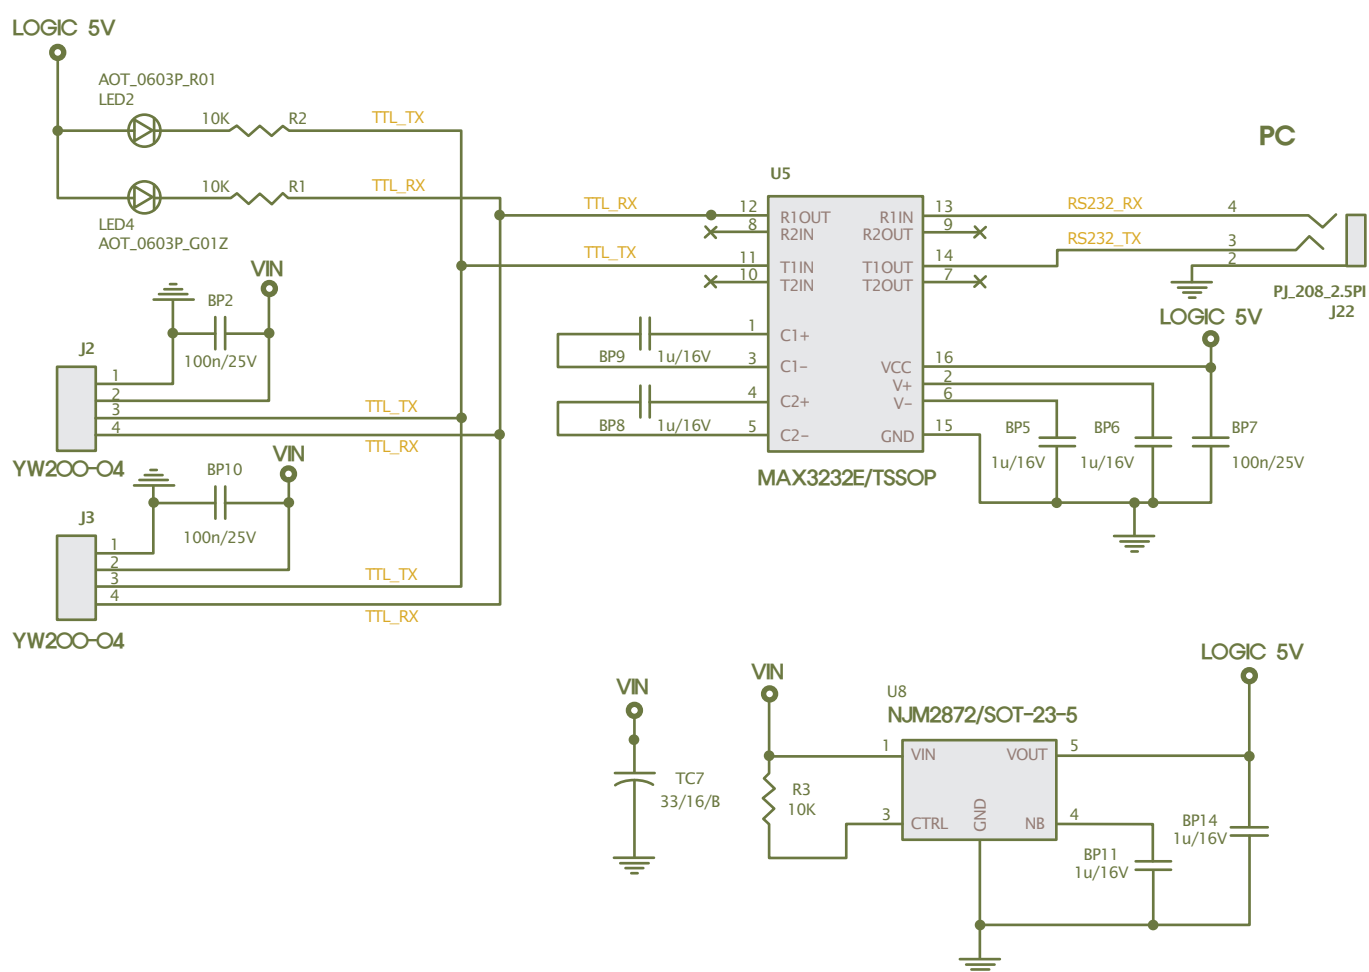 LOGIC 5V
AOT_0603P_R01
LED2
10K R2 TTL_TX
10K R1 TTL_RX
LED4
AOT_0603P_G01Z
VIN
BP2
100n/25V
J2
1
2
3
4
TTL_TX
TTL_RX
YW200-04
VIN
BP10
100n/25V
J3
1
2
3
4
TTL_TX
TTL_RX
YW200-04
PC
U5
TTL_RX 12 R1OUT R1IN 13 RS232_RX 4
8 R2IN R2OUT 9
TTL_TX 11 T1IN T1OUT 14 RS232_TX 3
10 T2IN T2OUT 7
2
PJ_208_2.5PI
J22
LOGIC 5V
1 C1+
BP9 1u/16V 3 C1-
4 C2+
BP8 1u/16V 5 C2-
VCC 16
V+ 2
V- 6
GND 15
BP5
1u/16V
BP6
1u/16V
BP7
100n/25V
MAX3232E/TSSOP
VIN
TC7
33/16/B
VIN
R3
10K
U8
NJM2872/SOT-23-5
1 VIN VOUT 5
3 CTRL GND NB 4
LOGIC 5V
BP14
1u/16V
BP11
1u/16V